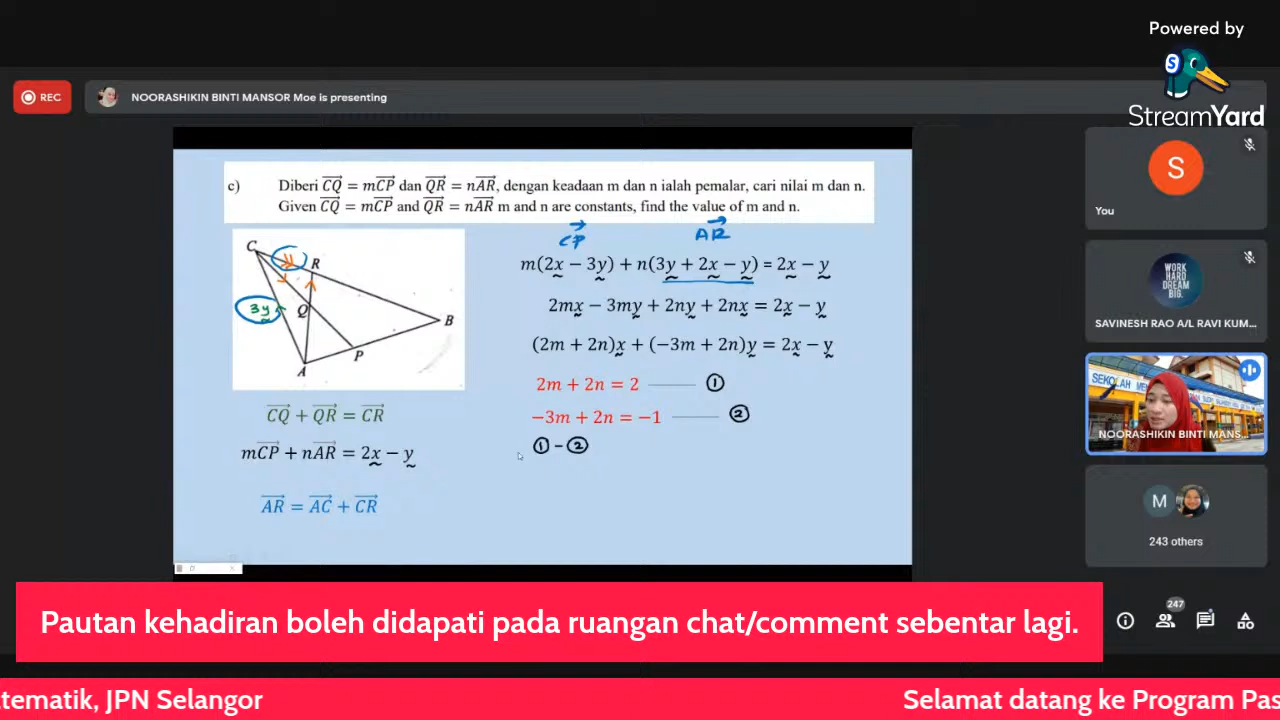 Powered by
StreamYard
REC
NOORASHIKIN BINTI MANSOR Moe is presenting
c) Diberi CQ⃗ = mCP⃗ dan QR⃗ = nAR⃗, dengan keadaan m dan n ialah pemalar, cari nilai m dan n.
Given CQ⃗ = mCP⃗ and QR⃗ = nAR⃗ m and n are constants, find the value of m and n.
CP⃗ AR⃗
C
R
3y
Q
B
P
A
m(2x − 3y) + n(3y + 2x − y) = 2x − y
2mx − 3my + 2ny + 2nx = 2x − y
(2m + 2n)x + (−3m + 2n)y = 2x − y
2m + 2n = 2 ①
−3m + 2n = −1 ②
① − ②
CQ⃗ + QR⃗ = CR⃗
mCP⃗ + nAR⃗ = 2x − y
AR⃗ = AC⃗ + CR⃗
S
You
WORK
HARD
DREAM
BIG.
SAVINESH RAO A/L RAVI KUM...
SEKOLAH ME
NOORASHIKIN BINTI MANS...
M
243 others
247
Pautan kehadiran boleh didapati pada ruangan chat/comment sebentar lagi.
tematik, JPN Selangor
Selamat datang ke Program Pas